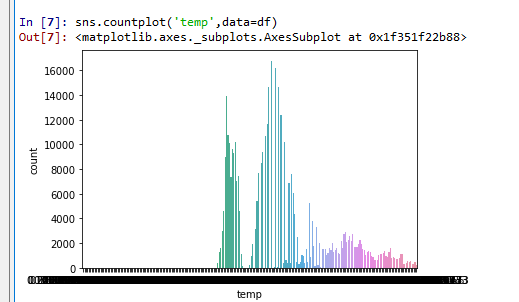 In [7]: sns.countplot('temp',data=df)
Out[7]: <matplotlib.axes._subplots.AxesSubplot at 0x1f351f22b88>
16000
14000
12000
10000
8000
6000
4000
2000
0
count
temp